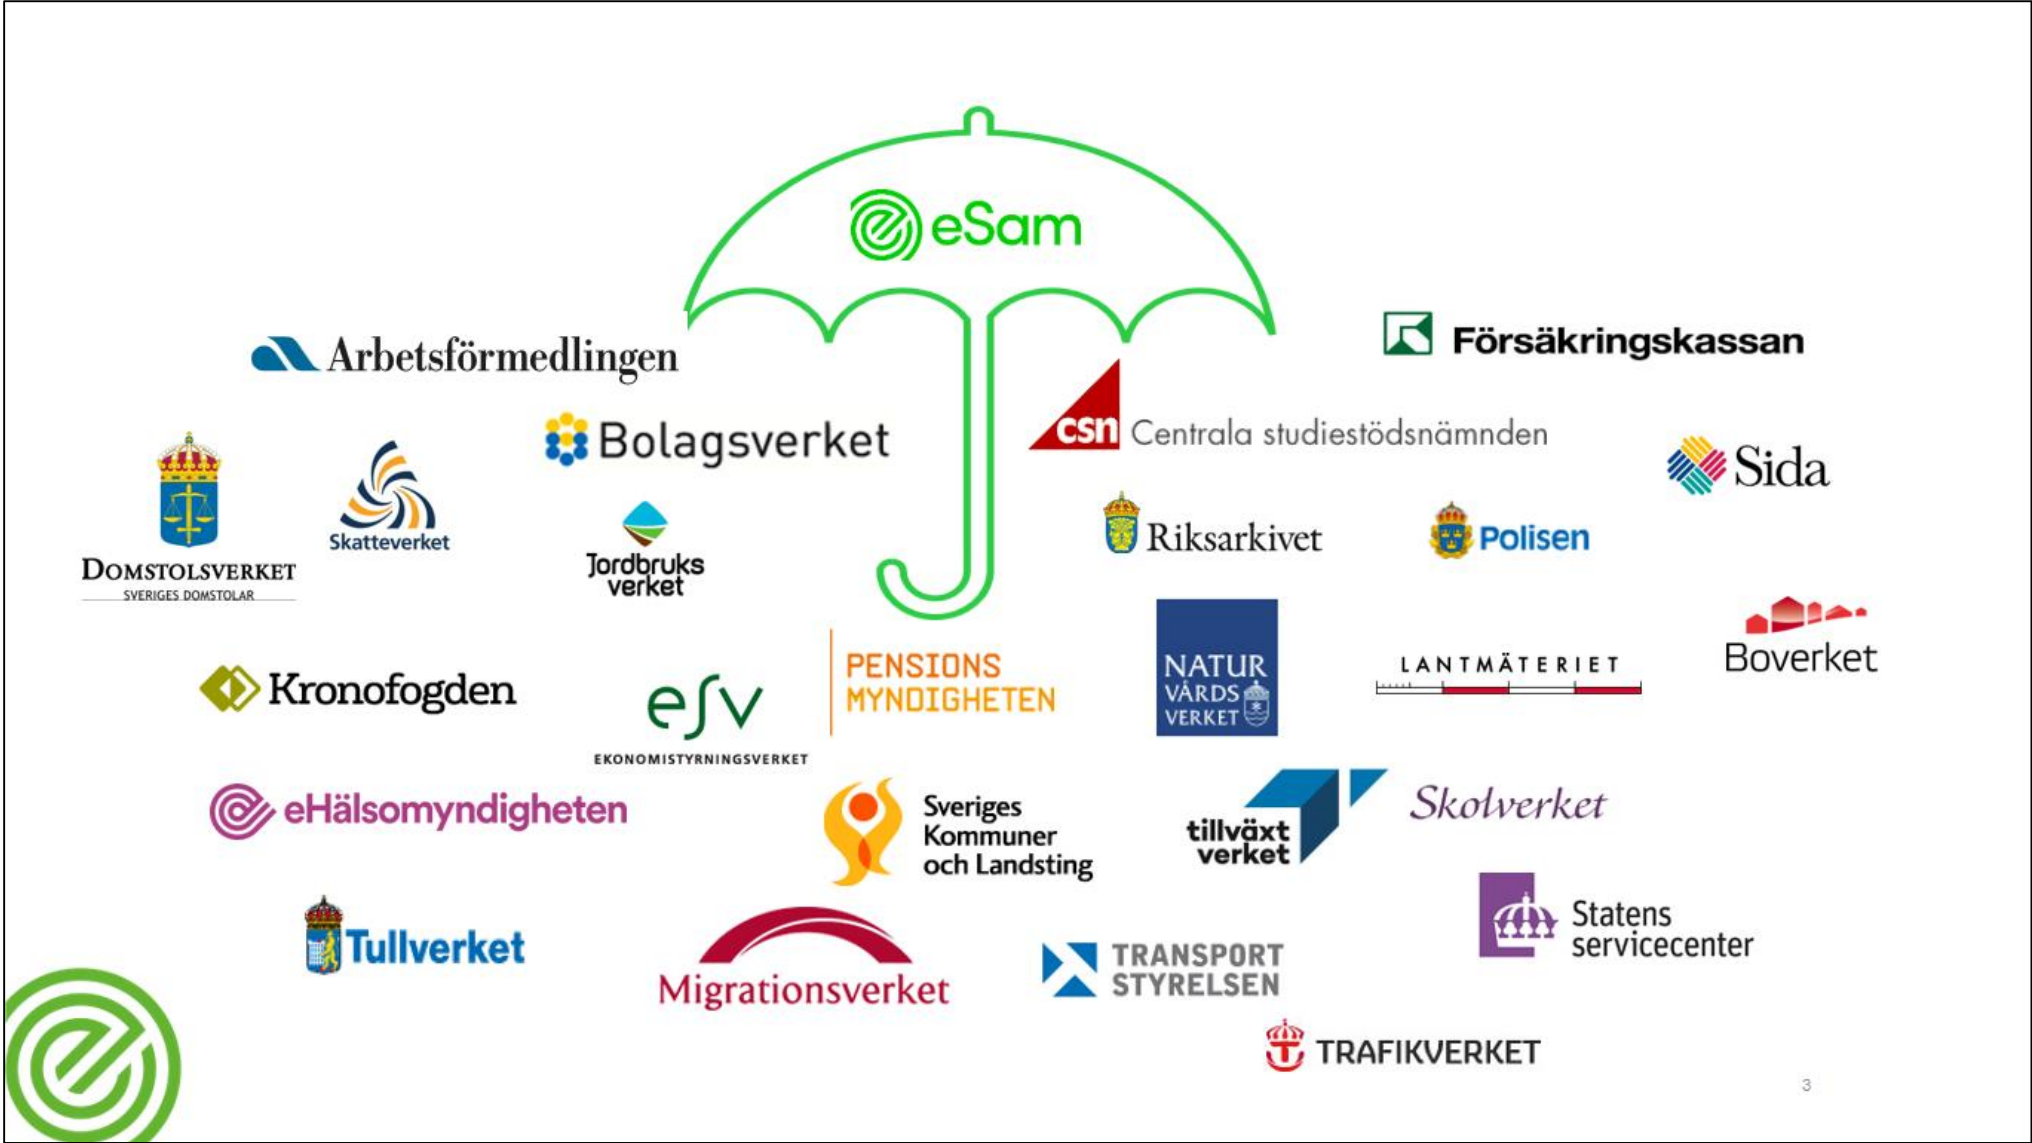 eSam
Försäkringskassan
Arbetsförmedlingen
Bolagsverket
csn Centrala studiestödsnämnden
Sida
Skatteverket
Riksarkivet
Polisen
DOMSTOLSVERKET
SVERIGES DOMSTOLAR
Jordbruks
verket
Boverket
Kronofogden
esv
EKONOMISTYRNINGSVERKET
PENSIONS
MYNDIGHETEN
NATUR
VÅRDS
VERKET
LANTMÄTERIET
eHälsomyndigheten
Sveriges
Kommuner
och Landsting
tillväxt
verket
Skolverket
Statens
servicecenter
Tullverket
Migrationsverket
TRANSPORT
STYRELSEN
TRAFIKVERKET
3